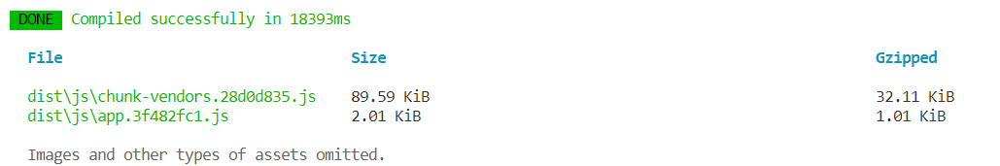 DONE Compiled successfully in 18393ms
File Size Gzipped
dist\js\chunk-vendors.28d0d835.js 89.59 KiB 32.11 KiB
dist\js\app.3f482fc1.js 2.01 KiB 1.01 KiB
Images and other types of assets omitted.